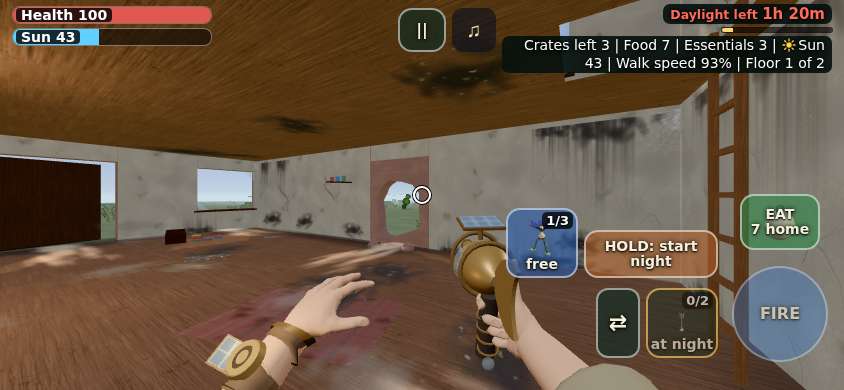 Health 100
Sun 43
Daylight left 1h 20m
Crates left 3 | Food 7 | Essentials 3 | ☀Sun
43 | Walk speed 93% | Floor 1 of 2
1/3
free
HOLD: start
night
EAT
7 home
0/2
at night
FIRE